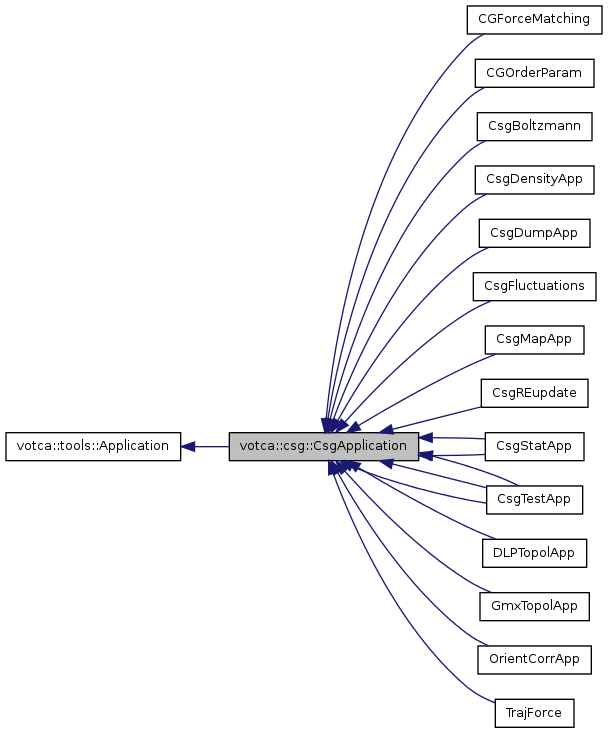 CGForceMatching
CGOrderParam
CsgBoltzmann
CsgDensityApp
CsgDumpApp
CsgFluctuations
CsgMapApp
CsgREupdate
votca::tools::Application
votca::csg::CsgApplication
CsgStatApp
CsgTestApp
DLPTopolApp
GmxTopolApp
OrientCorrApp
TrajForce